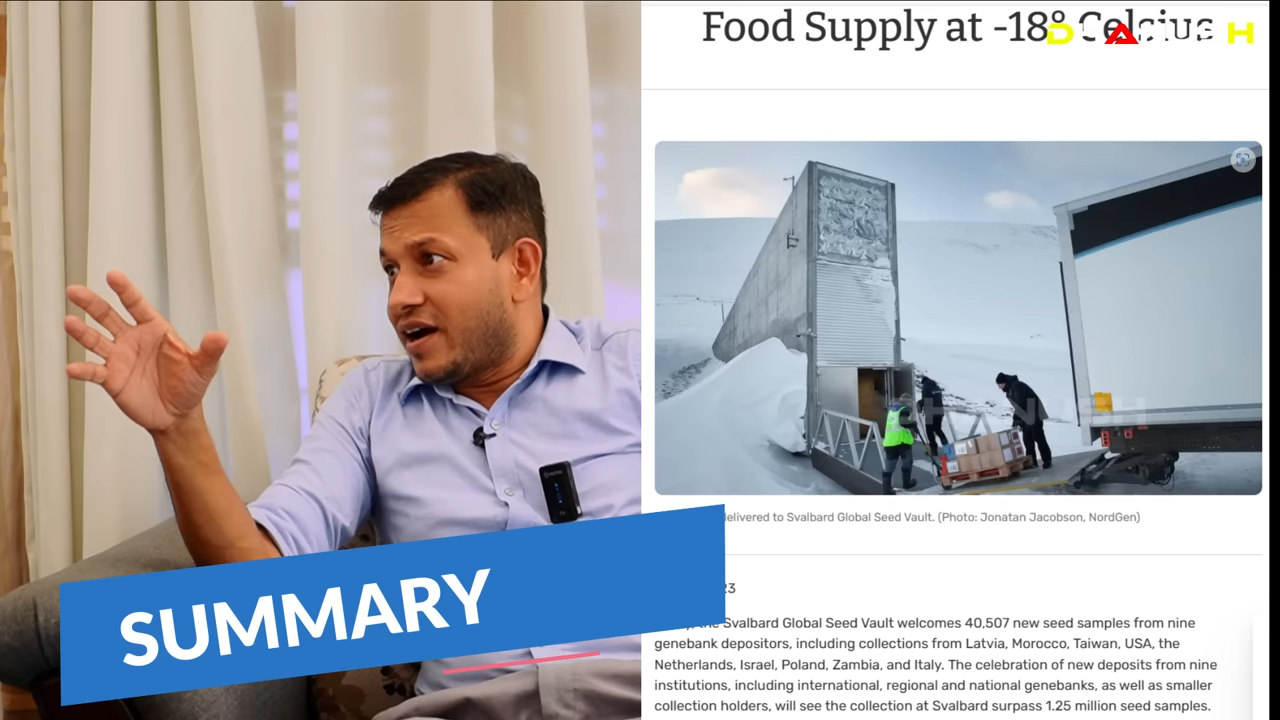 Food Supply at -18° Celsius
DHANUSH
DHANUSH
delivered to Svalbard Global Seed Vault. (Photo: Jonatan Jacobson, NordGen)
23
the Svalbard Global Seed Vault welcomes 40,507 new seed samples from nine
genebank depositors, including collections from Latvia, Morocco, Taiwan, USA, the
Netherlands, Israel, Poland, Zambia, and Italy. The celebration of new deposits from nine
institutions, including international, regional and national genebanks, as well as smaller
collection holders, will see the collection at Svalbard surpass 1.25 million seed samples.
SUMMARY